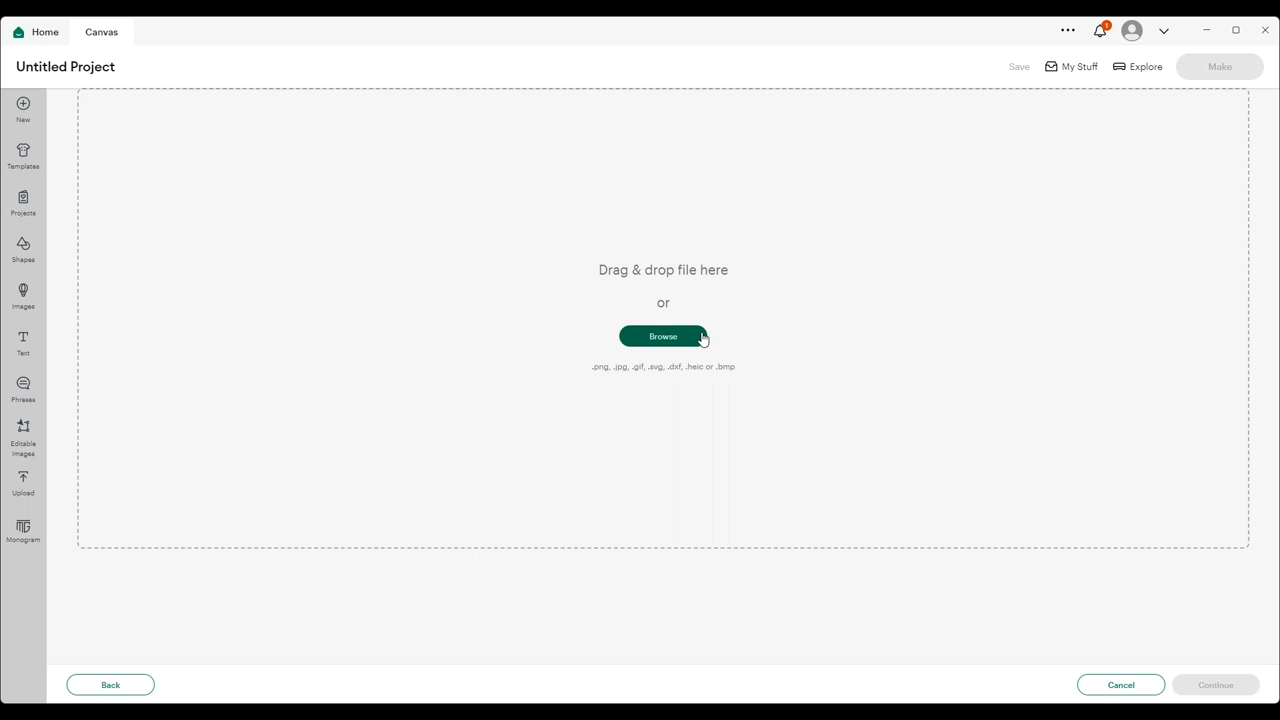 Home
Canvas
1
Untitled Project
Save
My Stuff
Explore
Make
New
Templates
Projects
Shapes
Images
Text
Phrases
Editable
Images
Upload
Monogram
Drag & drop file here
or
Browse
.png, .jpg, .gif, .svg, .dxf, .heic or .bmp
Back
Cancel
Continue